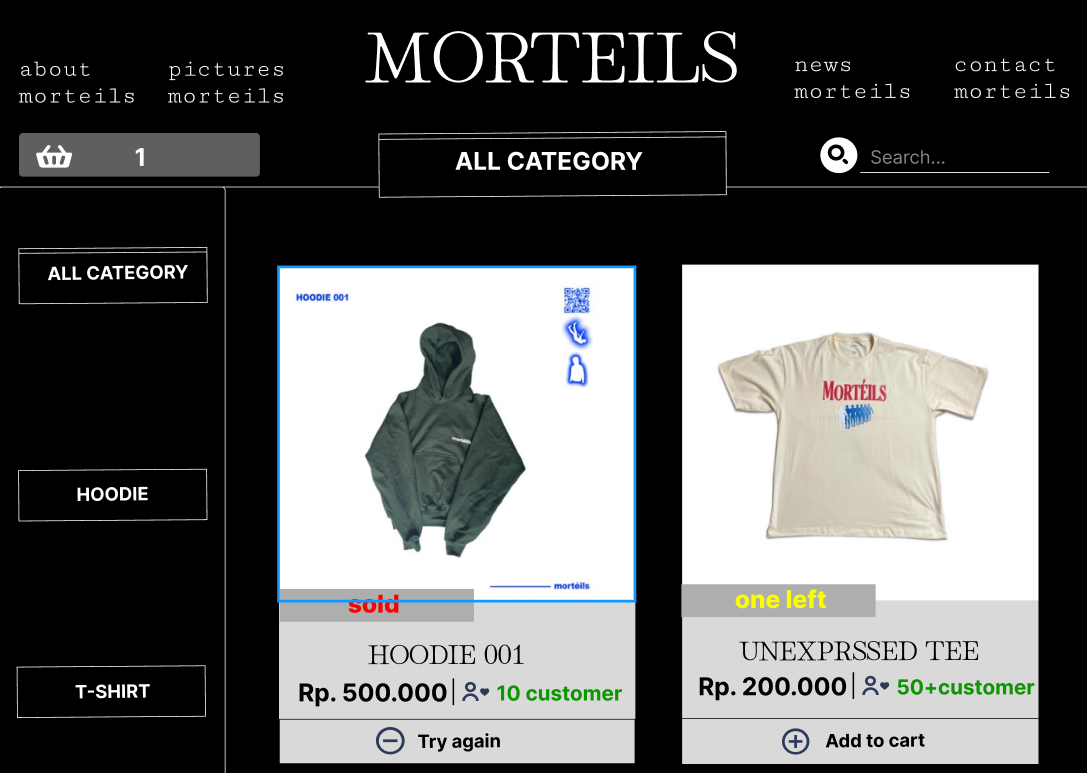 MORTEILS
about
morteils
pictures
morteils
news
morteils
contact
morteils
1
ALL CATEGORY
Search...
ALL CATEGORY
HOODIE
T-SHIRT
HOODIE 001
mortéils
mortéils
sold
HOODIE 001
Rp. 500.000 | 10 customer
Try again
MORTÉILS
one left
UNEXPRSSED TEE
Rp. 200.000 | 50+customer
Add to cart